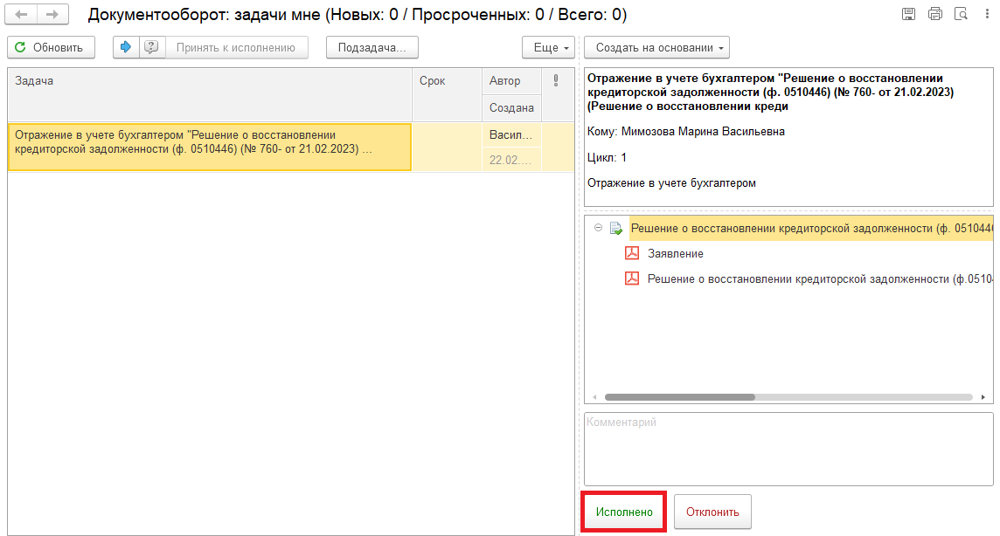 Документооборот: задачи мне (Новых: 0 / Просроченных: 0 / Всего: 0)
Обновить
Принять к исполнению
Подзадача...
Еще
Создать на основании
Задача
Срок
Автор
Создана
Отражение в учете бухгалтером "Решение о восстановлении
кредиторской задолженности (ф. 0510446) (№ 760- от 21.02.2023) ...
Васил...
22.02....
Отражение в учете бухгалтером "Решение о восстановлении
кредиторской задолженности (ф. 0510446) (№ 760- от 21.02.2023)
(Решение о восстановлении креди
Кому: Мимозова Марина Васильевна
Цикл: 1
Отражение в учете бухгалтером
Решение о восстановлении кредиторской задолженности (ф. 0510446
Заявление
Решение о восстановлении кредиторской задолженности (ф.0510
Комментарий
Исполнено
Отклонить